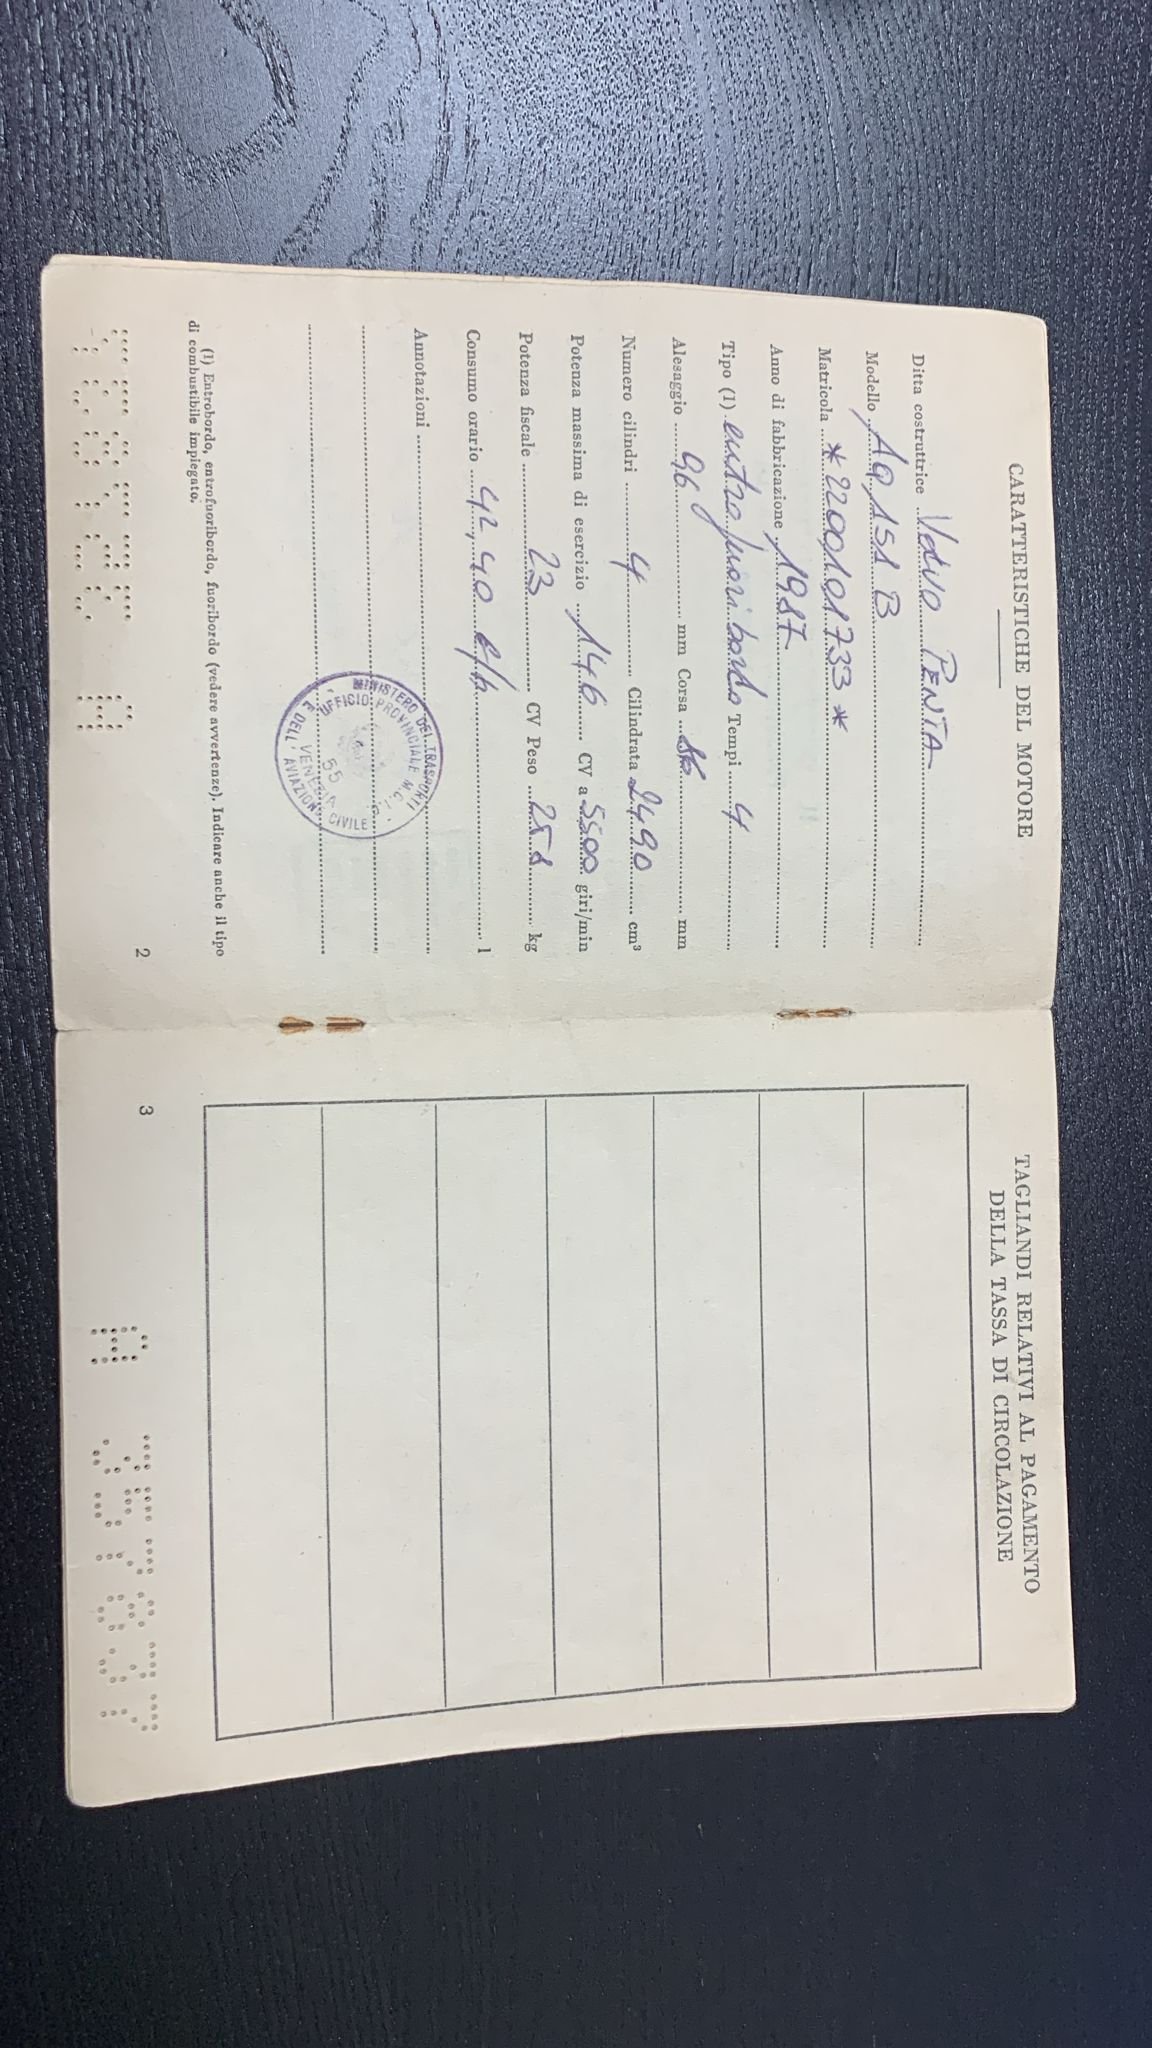 CARATTERISTICHE DEL MOTORE
Ditta costruttrice Volvo PENTA
Modello AQ 151 B
Matricola *2200101733*
Anno di fabbricazione 1987
Tipo (1) entrofuoribordo Tempi 4
Alesaggio 96 mm Corsa 86 mm
Numero cilindri 4 Cilindrata 2490 cm³
Potenza massima di esercizio 146 CV a 5500 giri/min
Potenza fiscale 23 CV Peso 251 kg
Consumo orario 42,40 l/h l
Annotazioni
MINISTERO DEI TRASPORTI
E DELL'AVIAZIONE CIVILE
UFFICIO PROVINCIALE M.C.T.C.
VENEZIA
55
(1) Entrobordo, entrofuoribordo, fuoribordo (vedere avvertenze). Indicare anche il tipo
di combustibile impiegato.
2
TAGLIANDI RELATIVI AL PAGAMENTO
DELLA TASSA DI CIRCOLAZIONE
3